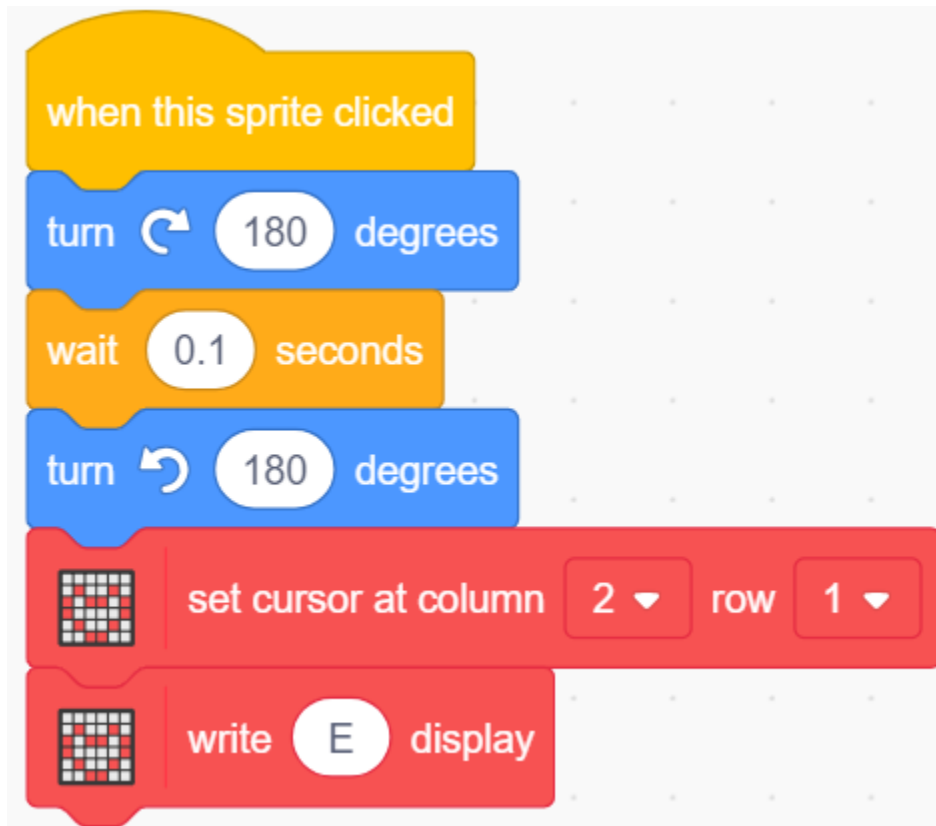 when this sprite clicked
turn 180 degrees
wait 0.1 seconds
turn 180 degrees
set cursor at column 2 row 1
write E display